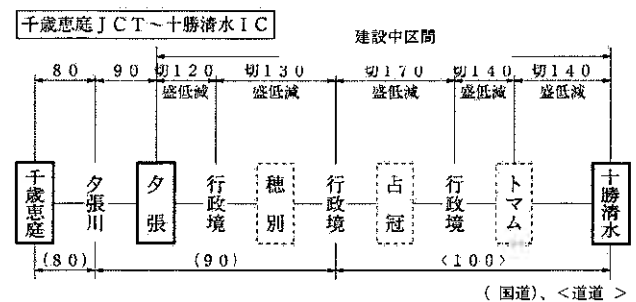 千歳恵庭JCT~十勝清水IC
建設中区間
80 90 切120 切130 切170 切140 切140
盛低減 盛低減 盛低減 盛低減 盛低減
千歳恵庭 夕張川 夕張 行政境 穂別 行政境 占冠 行政境 トマム 十勝清水
(80) (90) <100>
(国道)、<道道>